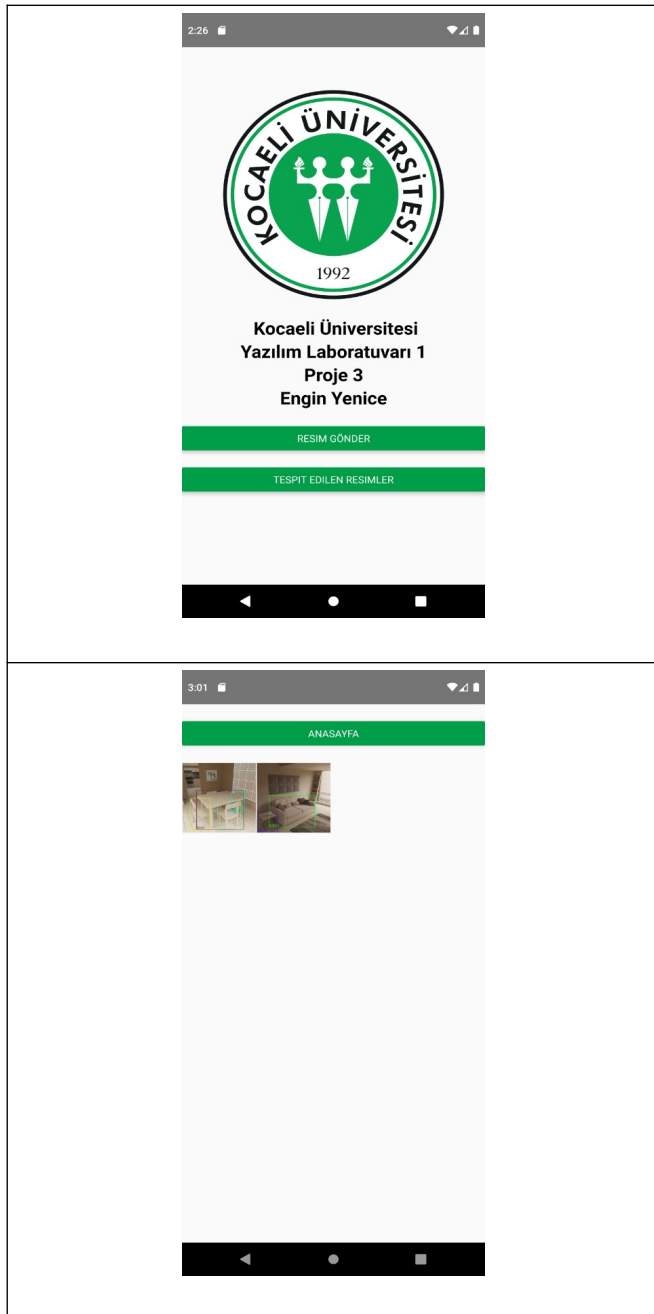 2:26
KOCAELİ ÜNİVERSİTESİ
1992
Kocaeli Üniversitesi
Yazılım Laboratuvarı 1
Proje 3
Engin Yenice
RESIM GÖNDER
TESPIT EDILEN RESIMLER
3:01
ANASAYFA